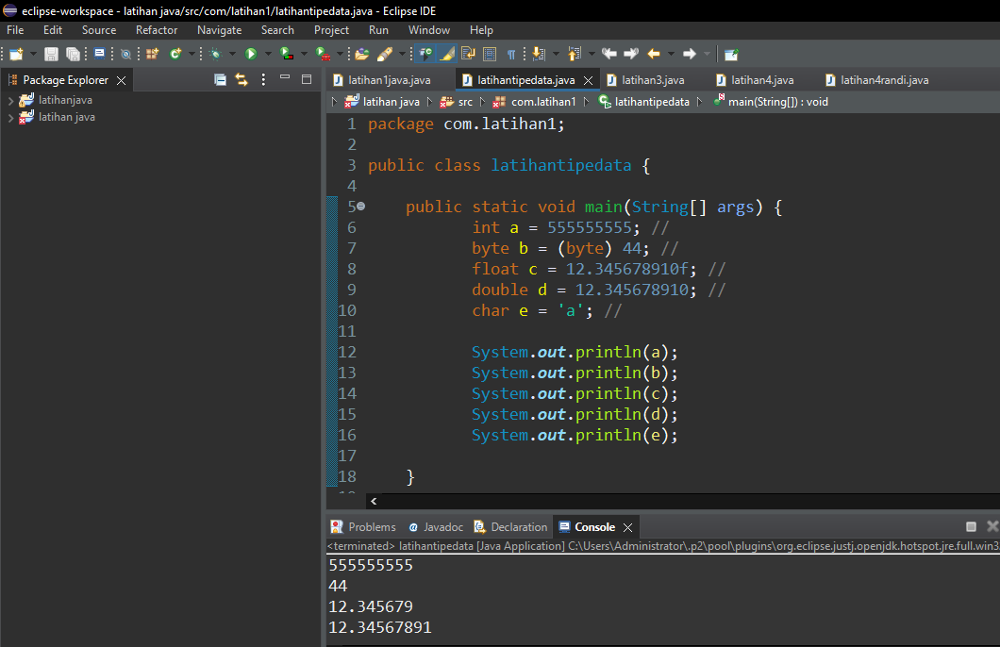 eclipse-workspace - latihan java/src/com/latihan1/latihantipedata.java - Eclipse IDE
File Edit Source Refactor Navigate Search Project Run Window Help
Package Explorer
latihanjava
latihan java
latihan1java.java latihantipedata.java latihan3.java latihan4.java latihan4randi.java
latihan java src com.latihan1 latihantipedata main(String[]) : void
1 package com.latihan1;
2
3 public class latihantipedata {
4
5 public static void main(String[] args) {
6 int a = 555555555; //
7 byte b = (byte) 44; //
8 float c = 12.345678910f; //
9 double d = 12.345678910; //
10 char e = 'a'; //
11
12 System.out.println(a);
13 System.out.println(b);
14 System.out.println(c);
15 System.out.println(d);
16 System.out.println(e);
17
18 }
Problems Javadoc Declaration Console
<terminated> latihantipedata [Java Application] C:\Users\Administrator\.p2\pool\plugins\org.eclipse.justj.openjdk.hotspot.jre.full.win3
555555555
44
12.345679
12.34567891